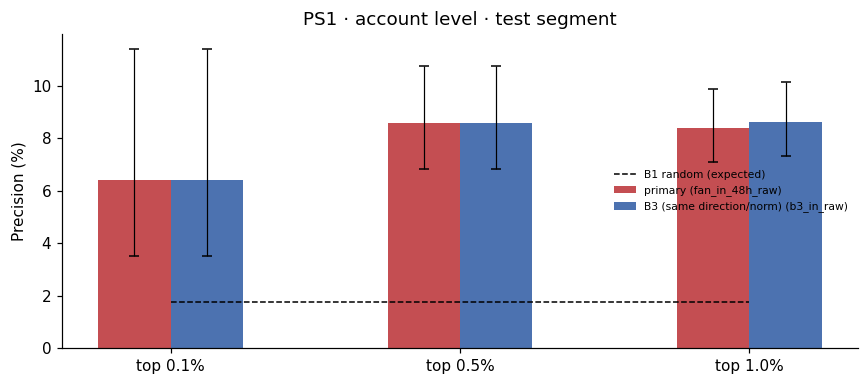 PS1 · account level · test segment
Precision (%)
10
8
6
4
2
0
B1 random (expected)
primary (fan_in_48h_raw)
B3 (same direction/norm) (b3_in_raw)
top 0.1%
top 0.5%
top 1.0%